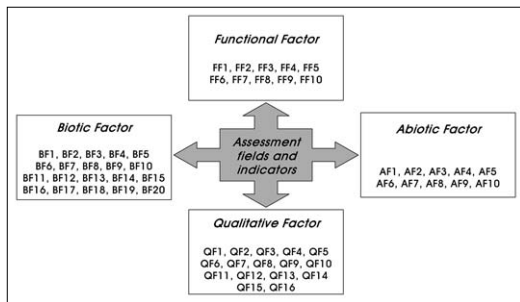 Functional Factor
FF1, FF2, FF3, FF4, FF5
FF6, FF7, FF8, FF9, FF10
Biotic Factor
BF1, BF2, BF3, BF4, BF5
BF6, BF7, BF8, BF9, BF10
BF11, BF12, BF13, BF14, BF15
BF16, BF17, BF18, BF19, BF20
Assessment
fields and
indicators
Abiotic Factor
AF1, AF2, AF3, AF4, AF5
AF6, AF7, AF8, AF9, AF10
Qualitative Factor
QF1, QF2, QF3, QF4, QF5
QF6, QF7, QF8, QF9, QF10
QF11, QF12, QF13, QF14
QF15, QF16